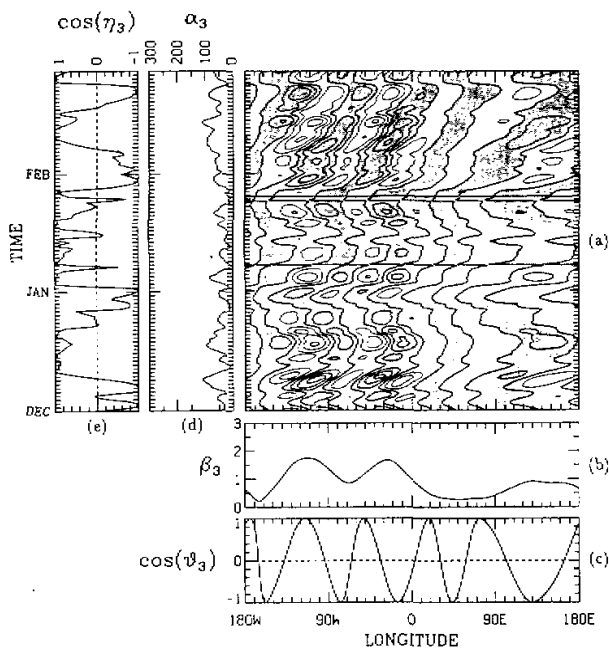 cos(η₃) α₃
1 0 -1 300 200 100 0
FEB
JAN
DEC
TIME
(e) (d) (a)
3
2
1
0
β₃ (b)
1
0
-1
cos(ϑ₃) (c)
180W 90W 0 90E 180E
LONGITUDE